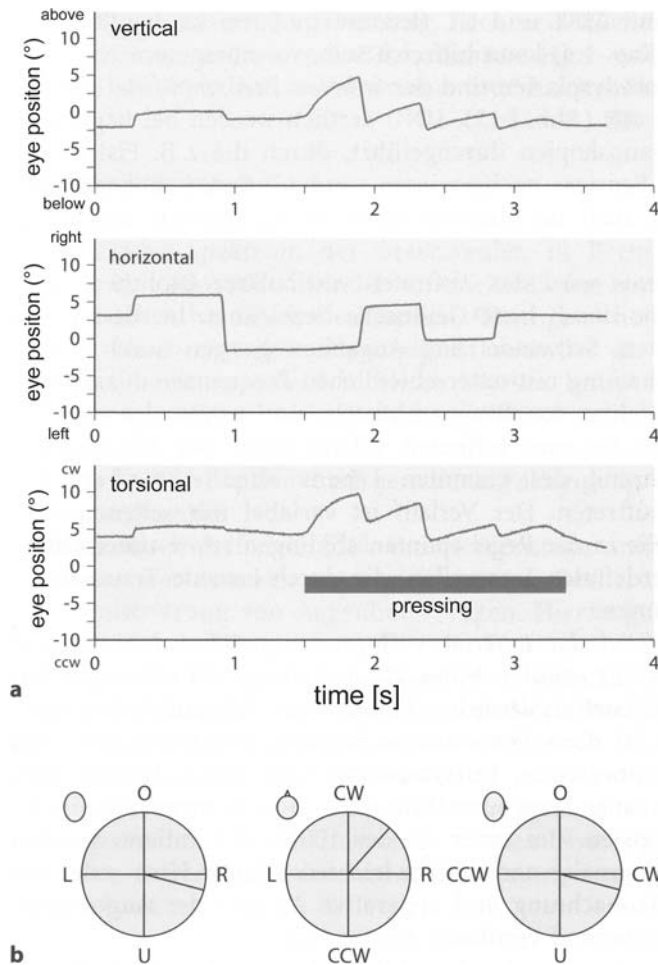 above
10
5
0
-5
-10
below
eye positon (°)
vertical
0
1
2
3
4
right
10
5
0
-5
-10
left
eye positon (°)
horizontal
0
1
2
3
4
cw
10
5
0
-5
-10
ccw
eye positon (°)
torsional
pressing
0
1
2
3
4
a
time [s]
O
L R
U
CW
L R
CCW
O
CCW CW
U
b